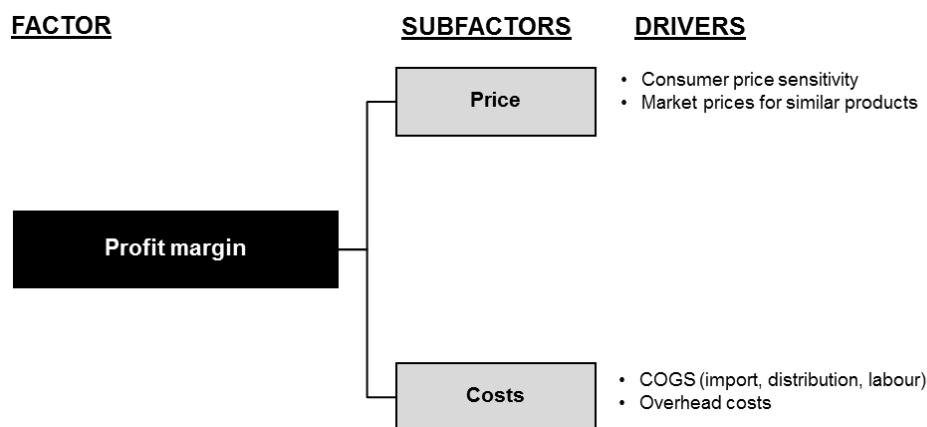 FACTOR
SUBFACTORS
DRIVERS
Price
• Consumer price sensitivity
• Market prices for similar products
Profit margin
Costs
• COGS (import, distribution, labour)
• Overhead costs